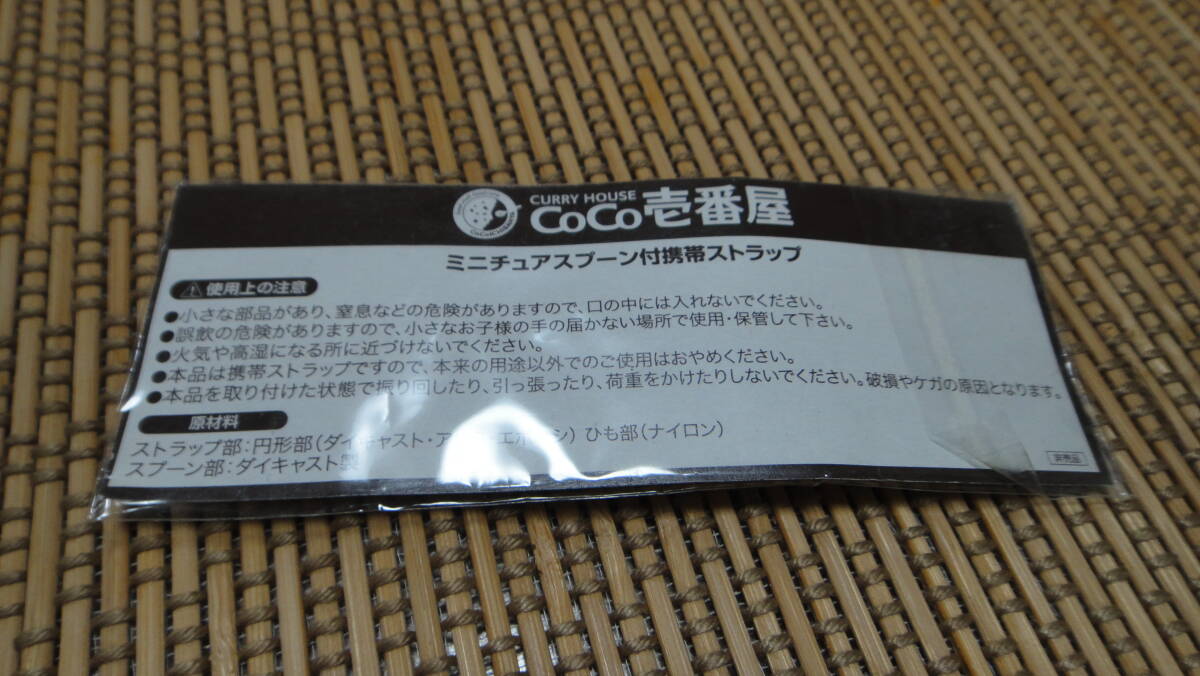 CURRY HOUSE
CoCo壱番屋
ミニチュアスプーン付携帯ストラップ
使用上の注意
●小さな部品があり、窒息などの危険がありますので、口の中には入れないでください。
●誤飲の危険がありますので、小さなお子様の手の届かない場所で使用・保管して下さい。
●火気や高湿になる所に近づけないでください。
●本品は携帯ストラップですので、本来の用途以外でのご使用はおやめください。
●本品を取り付けた状態で振り回したり、引っ張ったり、荷重をかけたりしないでください。破損やケガの原因となります。
原材料
ストラップ部：円形部（ダイキャスト・ ひも部（ナイロン）
スプーン部：ダイキャスト製
非売品